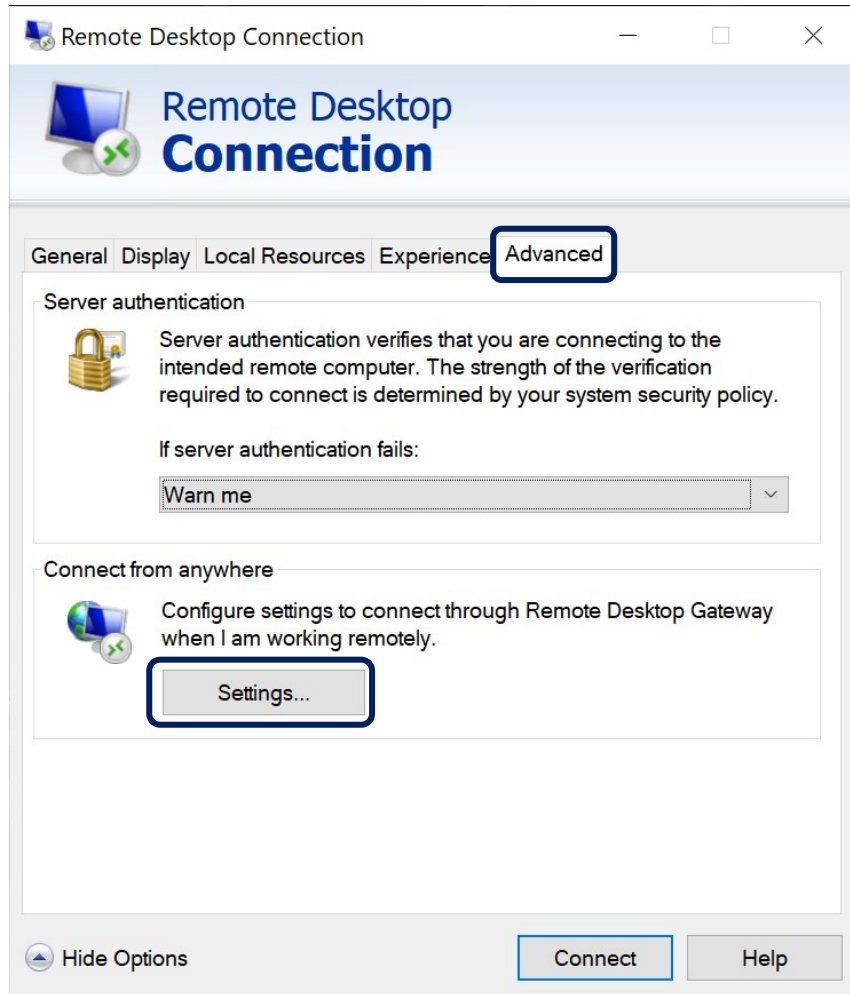 Remote Desktop Connection
Remote Desktop
Connection
General Display Local Resources Experience Advanced
Server authentication
Server authentication verifies that you are connecting to the
intended remote computer. The strength of the verification
required to connect is determined by your system security policy.
If server authentication fails:
Warn me
Connect from anywhere
Configure settings to connect through Remote Desktop Gateway
when I am working remotely.
Settings...
Hide Options Connect Help